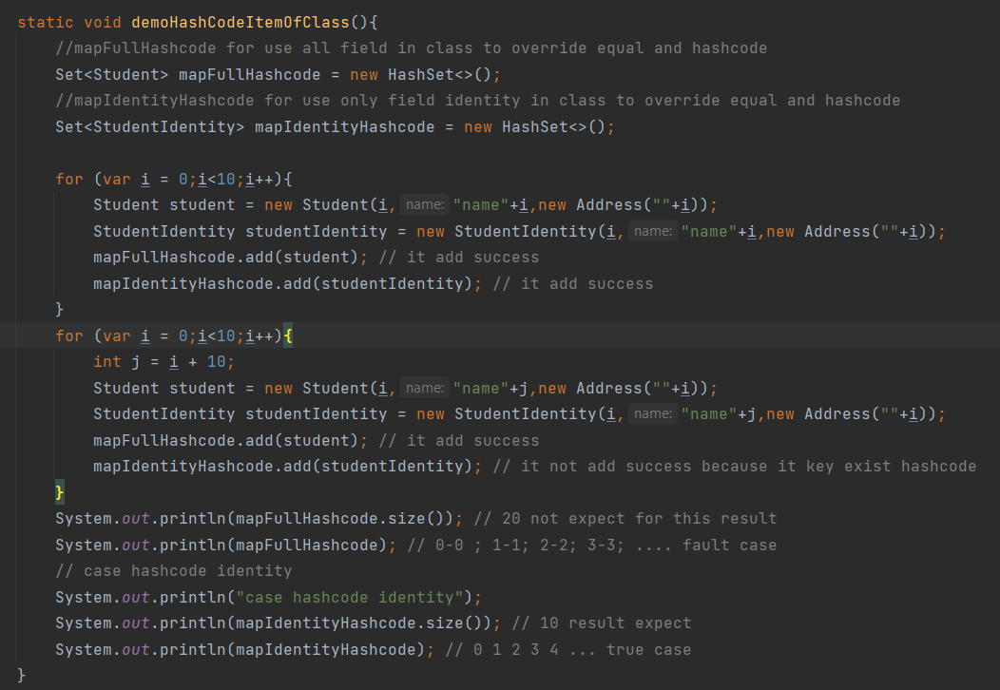 static void demoHashCodeItemOfClass(){
//mapFullHashcode for use all field in class to override equal and hashcode
Set<Student> mapFullHashcode = new HashSet<>();
//mapIdentityHashcode for use only field identity in class to override equal and hashcode
Set<StudentIdentity> mapIdentityHashcode = new HashSet<>();
for (var i = 0;i<10;i++){
Student student = new Student(i, name: "name"+i,new Address(""+i));
StudentIdentity studentIdentity = new StudentIdentity(i, name: "name"+i,new Address(""+i));
mapFullHashcode.add(student); // it add success
mapIdentityHashcode.add(studentIdentity); // it add success
}
for (var i = 0;i<10;i++){
int j = i + 10;
Student student = new Student(i, name: "name"+j,new Address(""+i));
StudentIdentity studentIdentity = new StudentIdentity(i, name: "name"+j,new Address(""+i));
mapFullHashcode.add(student); // it add success
mapIdentityHashcode.add(studentIdentity); // it not add success because it key exist hashcode
}
System.out.println(mapFullHashcode.size()); // 20 not expect for this result
System.out.println(mapFullHashcode); // 0-0 ; 1-1; 2-2; 3-3; .... fault case
// case hashcode identity
System.out.println("case hashcode identity");
System.out.println(mapIdentityHashcode.size()); // 10 result expect
System.out.println(mapIdentityHashcode); // 0 1 2 3 4 ... true case
}